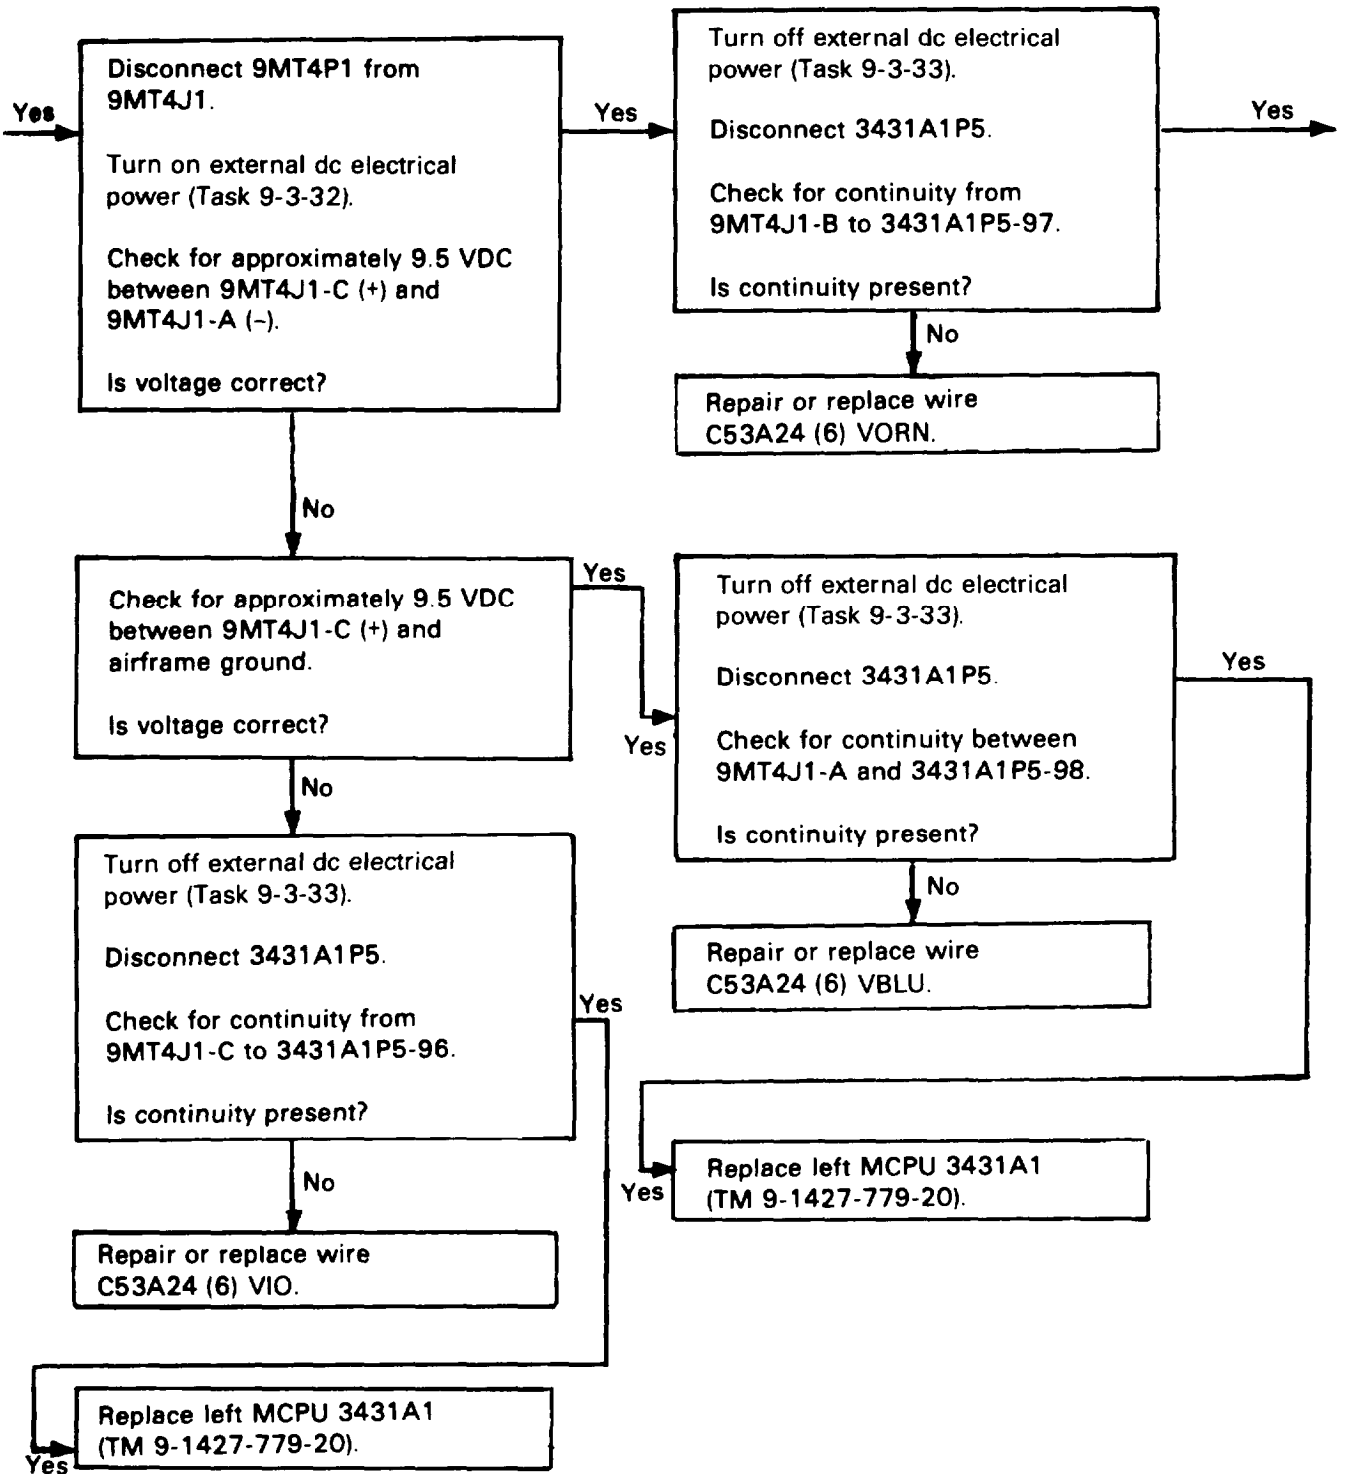 Yes
Disconnect 9MT4P1 from
9MT4J1.
Turn on external dc electrical
power (Task 9-3-32).
Check for approximately 9.5 VDC
between 9MT4J1-C (+) and
9MT4J1-A (–).
Is voltage correct?
Yes
Turn off external dc electrical
power (Task 9-3-33).
Disconnect 3431A1P5.
Check for continuity from
9MT4J1-B to 3431A1P5-97.
Is continuity present?
Yes
No
Repair or replace wire
C53A24 (6) VORN.
No
Check for approximately 9.5 VDC
between 9MT4J1-C (+) and
airframe ground.
Is voltage correct?
Yes
Yes
Turn off external dc electrical
power (Task 9-3-33).
Disconnect 3431A1P5.
Check for continuity between
9MT4J1-A and 3431A1P5-98.
Is continuity present?
Yes
No
Repair or replace wire
C53A24 (6) VBLU.
Yes
Replace left MCPU 3431A1
(TM 9-1427-779-20).
No
Turn off external dc electrical
power (Task 9-3-33).
Disconnect 3431A1P5.
Check for continuity from
9MT4J1-C to 3431A1P5-96.
Is continuity present?
Yes
No
Repair or replace wire
C53A24 (6) VIO.
Yes
Replace left MCPU 3431A1
(TM 9-1427-779-20).